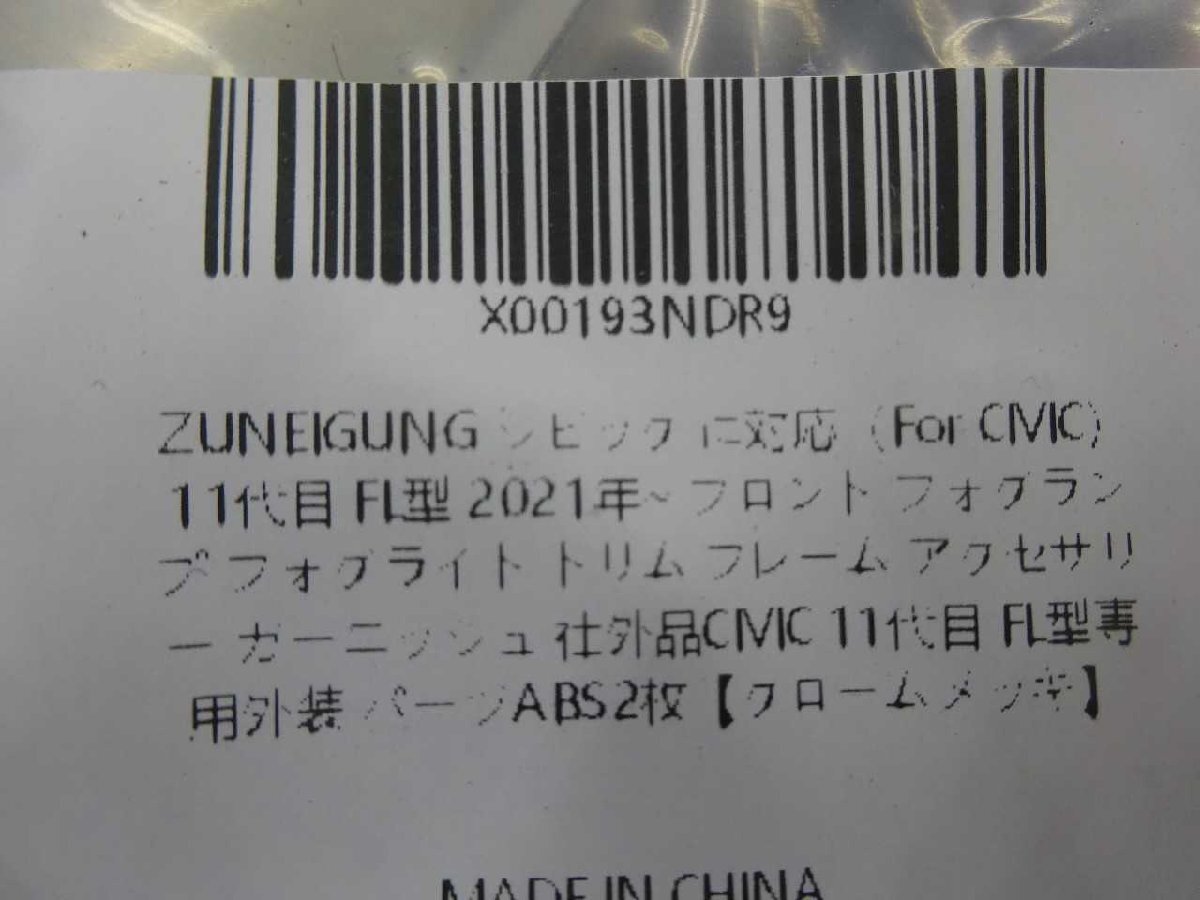 X00193NDR9
ZUNEIGUNG シビックに対応 (For CIVIC)
11代目 FL型 2021年~ フロント フォグラン
プ フォグライト トリム フレーム アクセサリ
ー ガーニッシュ 社外品CIVIC 11代目 FL型専
用外装 パーツABS2枚【クロームメッキ】
MADE IN CHINA